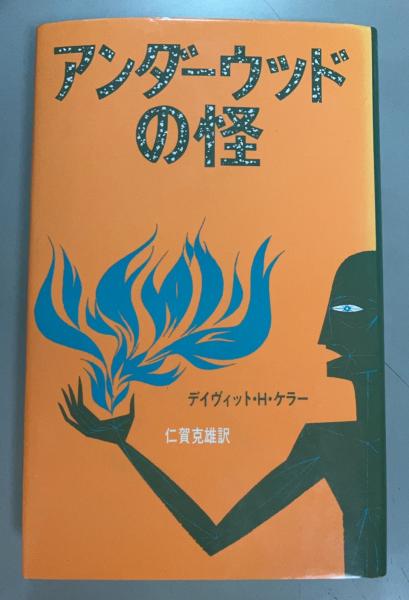 アンダーウッド
の怪
デイヴィット・H・ケラー
仁賀克雄訳